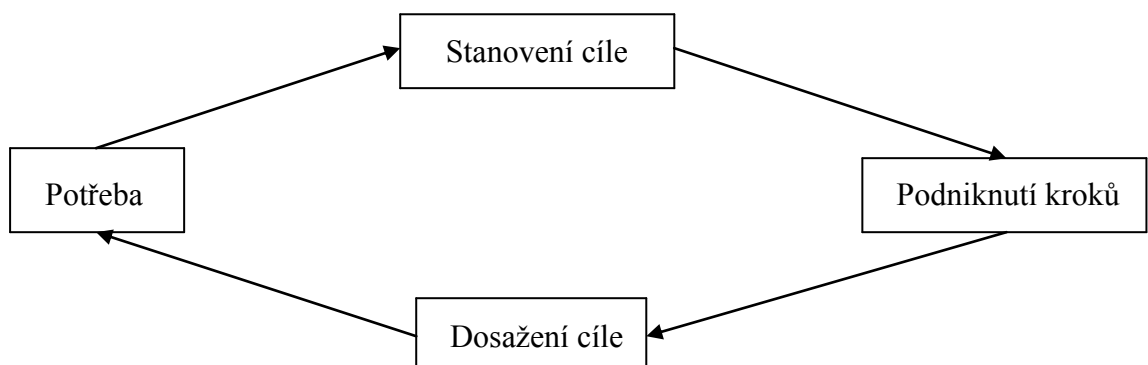 Stanovení cíle
Potřeba
Podniknutí kroků
Dosažení cíle